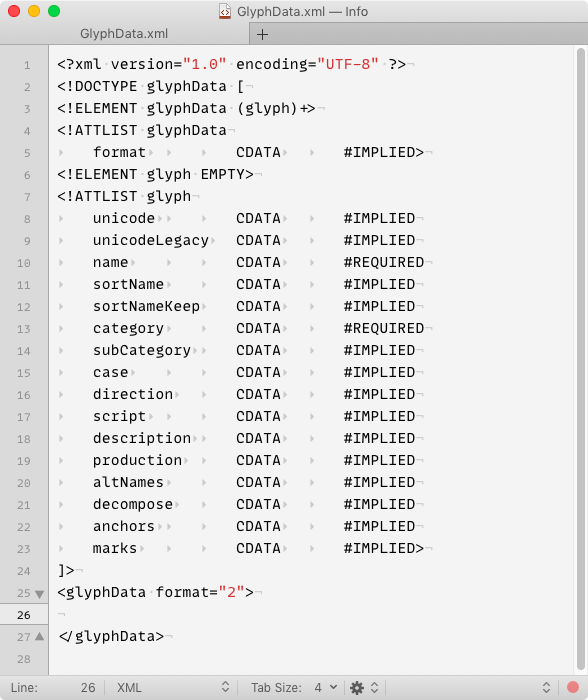 GlyphData.xml — Info
GlyphData.xml +
1 <?xml version="1.0" encoding="UTF-8" ?>
2 <!DOCTYPE glyphData [
3 <!ELEMENT glyphData (glyph)+>
4 <!ATTLIST glyphData
5 format CDATA #IMPLIED>
6 <!ELEMENT glyph EMPTY>
7 <!ATTLIST glyph
8 unicode CDATA #IMPLIED
9 unicodeLegacy CDATA #IMPLIED
10 name CDATA #REQUIRED
11 sortName CDATA #IMPLIED
12 sortNameKeep CDATA #IMPLIED
13 category CDATA #REQUIRED
14 subCategory CDATA #IMPLIED
15 case CDATA #IMPLIED
16 direction CDATA #IMPLIED
17 script CDATA #IMPLIED
18 description CDATA #IMPLIED
19 production CDATA #IMPLIED
20 altNames CDATA #IMPLIED
21 decompose CDATA #IMPLIED
22 anchors CDATA #IMPLIED
23 marks CDATA #IMPLIED>
24 ]>
25 <glyphData format="2">
26
27 </glyphData>
28
Line: 26 XML Tab Size: 4